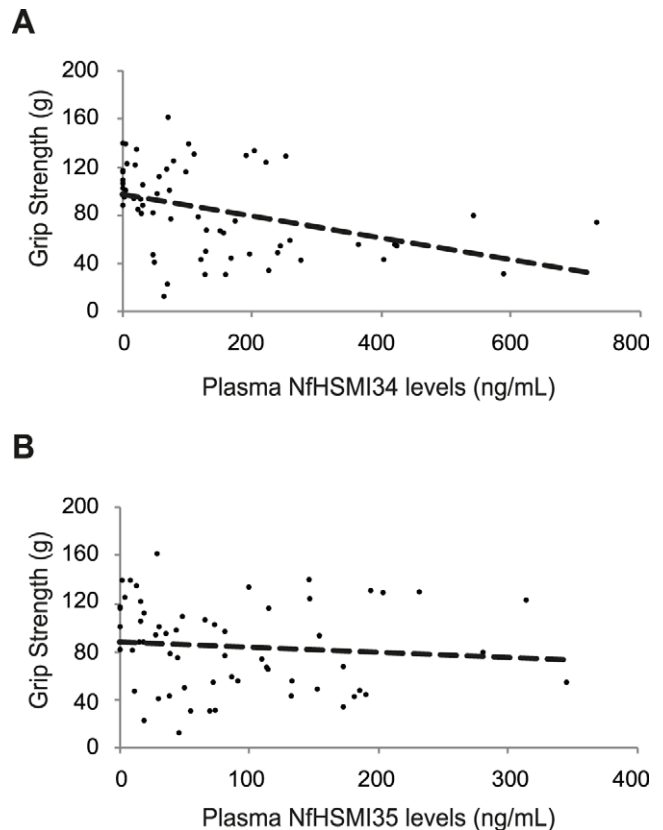 A
200
160
120
80
40
0
Grip Strength (g)
0 200 400 600 800
Plasma NfHSMI34 levels (ng/mL)
B
200
160
120
80
40
0
Grip Strength (g)
0 100 200 300 400
Plasma NfHSMI35 levels (ng/mL)